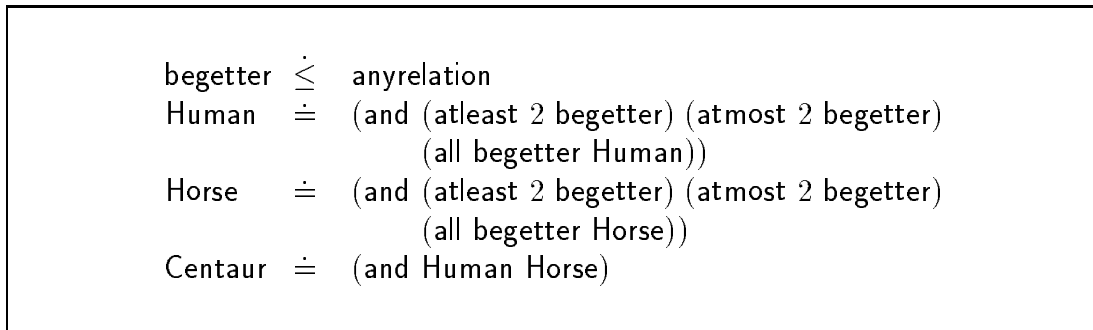 begetter ≤̇ anyrelation
Human ≐ (and (atleast 2 begetter) (atmost 2 begetter)
(all begetter Human))
Horse ≐ (and (atleast 2 begetter) (atmost 2 begetter)
(all begetter Horse))
Centaur ≐ (and Human Horse)